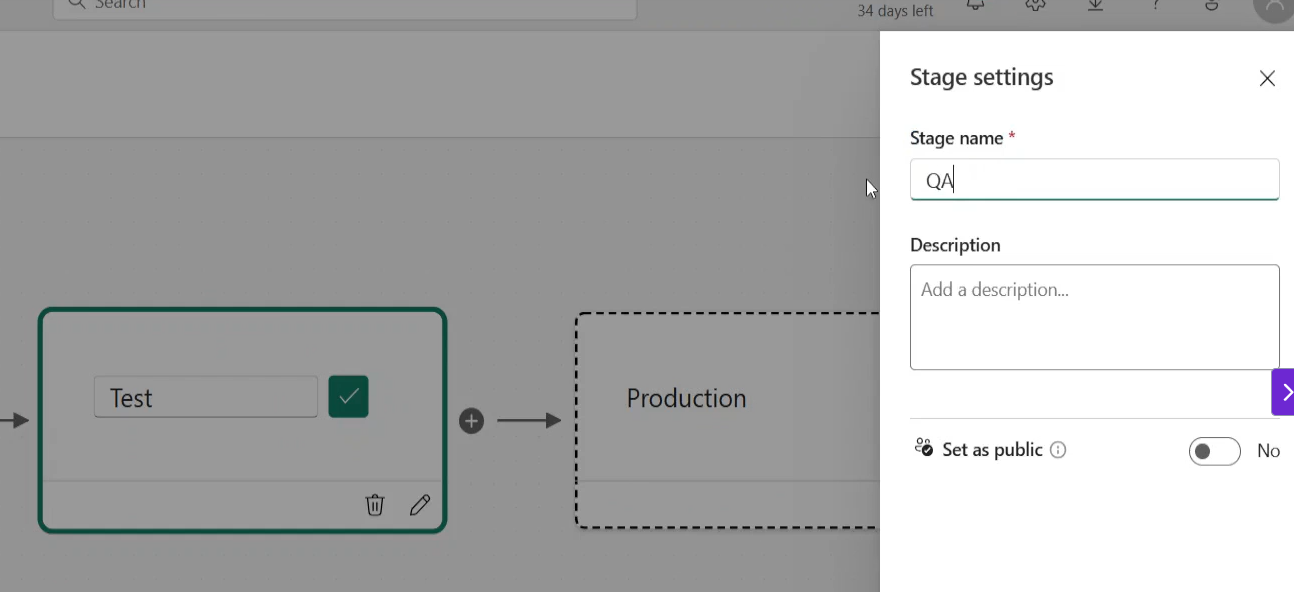 Search
34 days left
?
Stage settings
Stage name *
QA
Description
Add a description...
Test
Production
Set as public
No